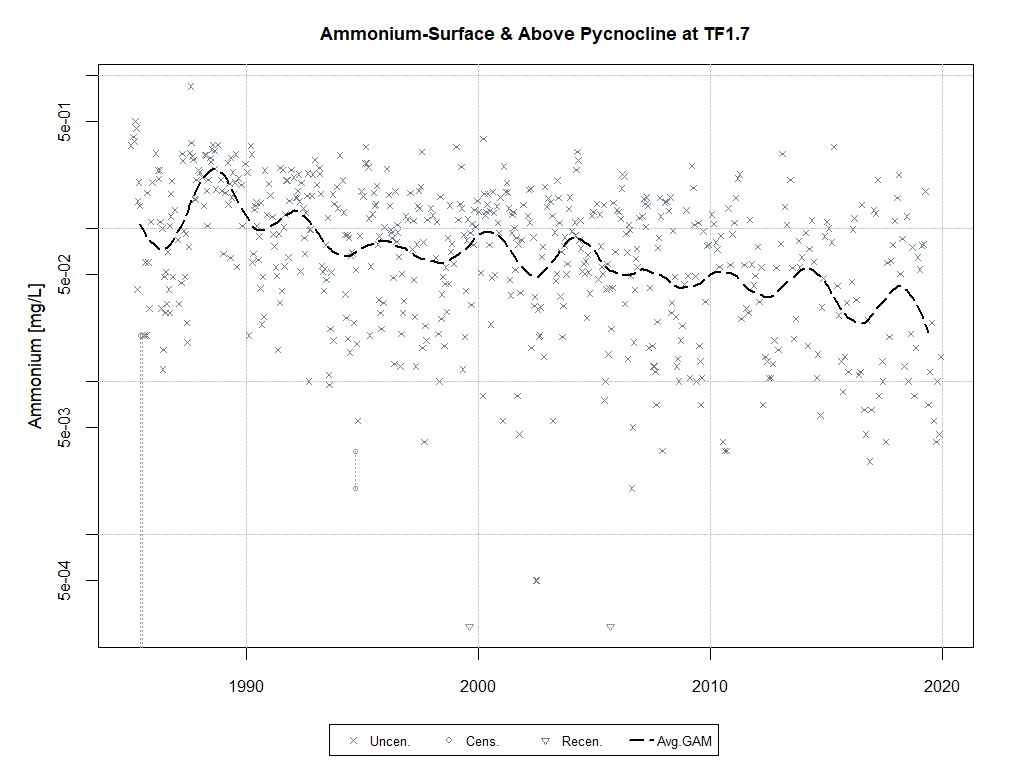 Ammonium-Surface & Above Pycnocline at TF1.7
Ammonium [mg/L]
5e-01
5e-02
5e-03
5e-04
1990 2000 2010 2020
Uncen. Cens. Recen. Avg.GAM